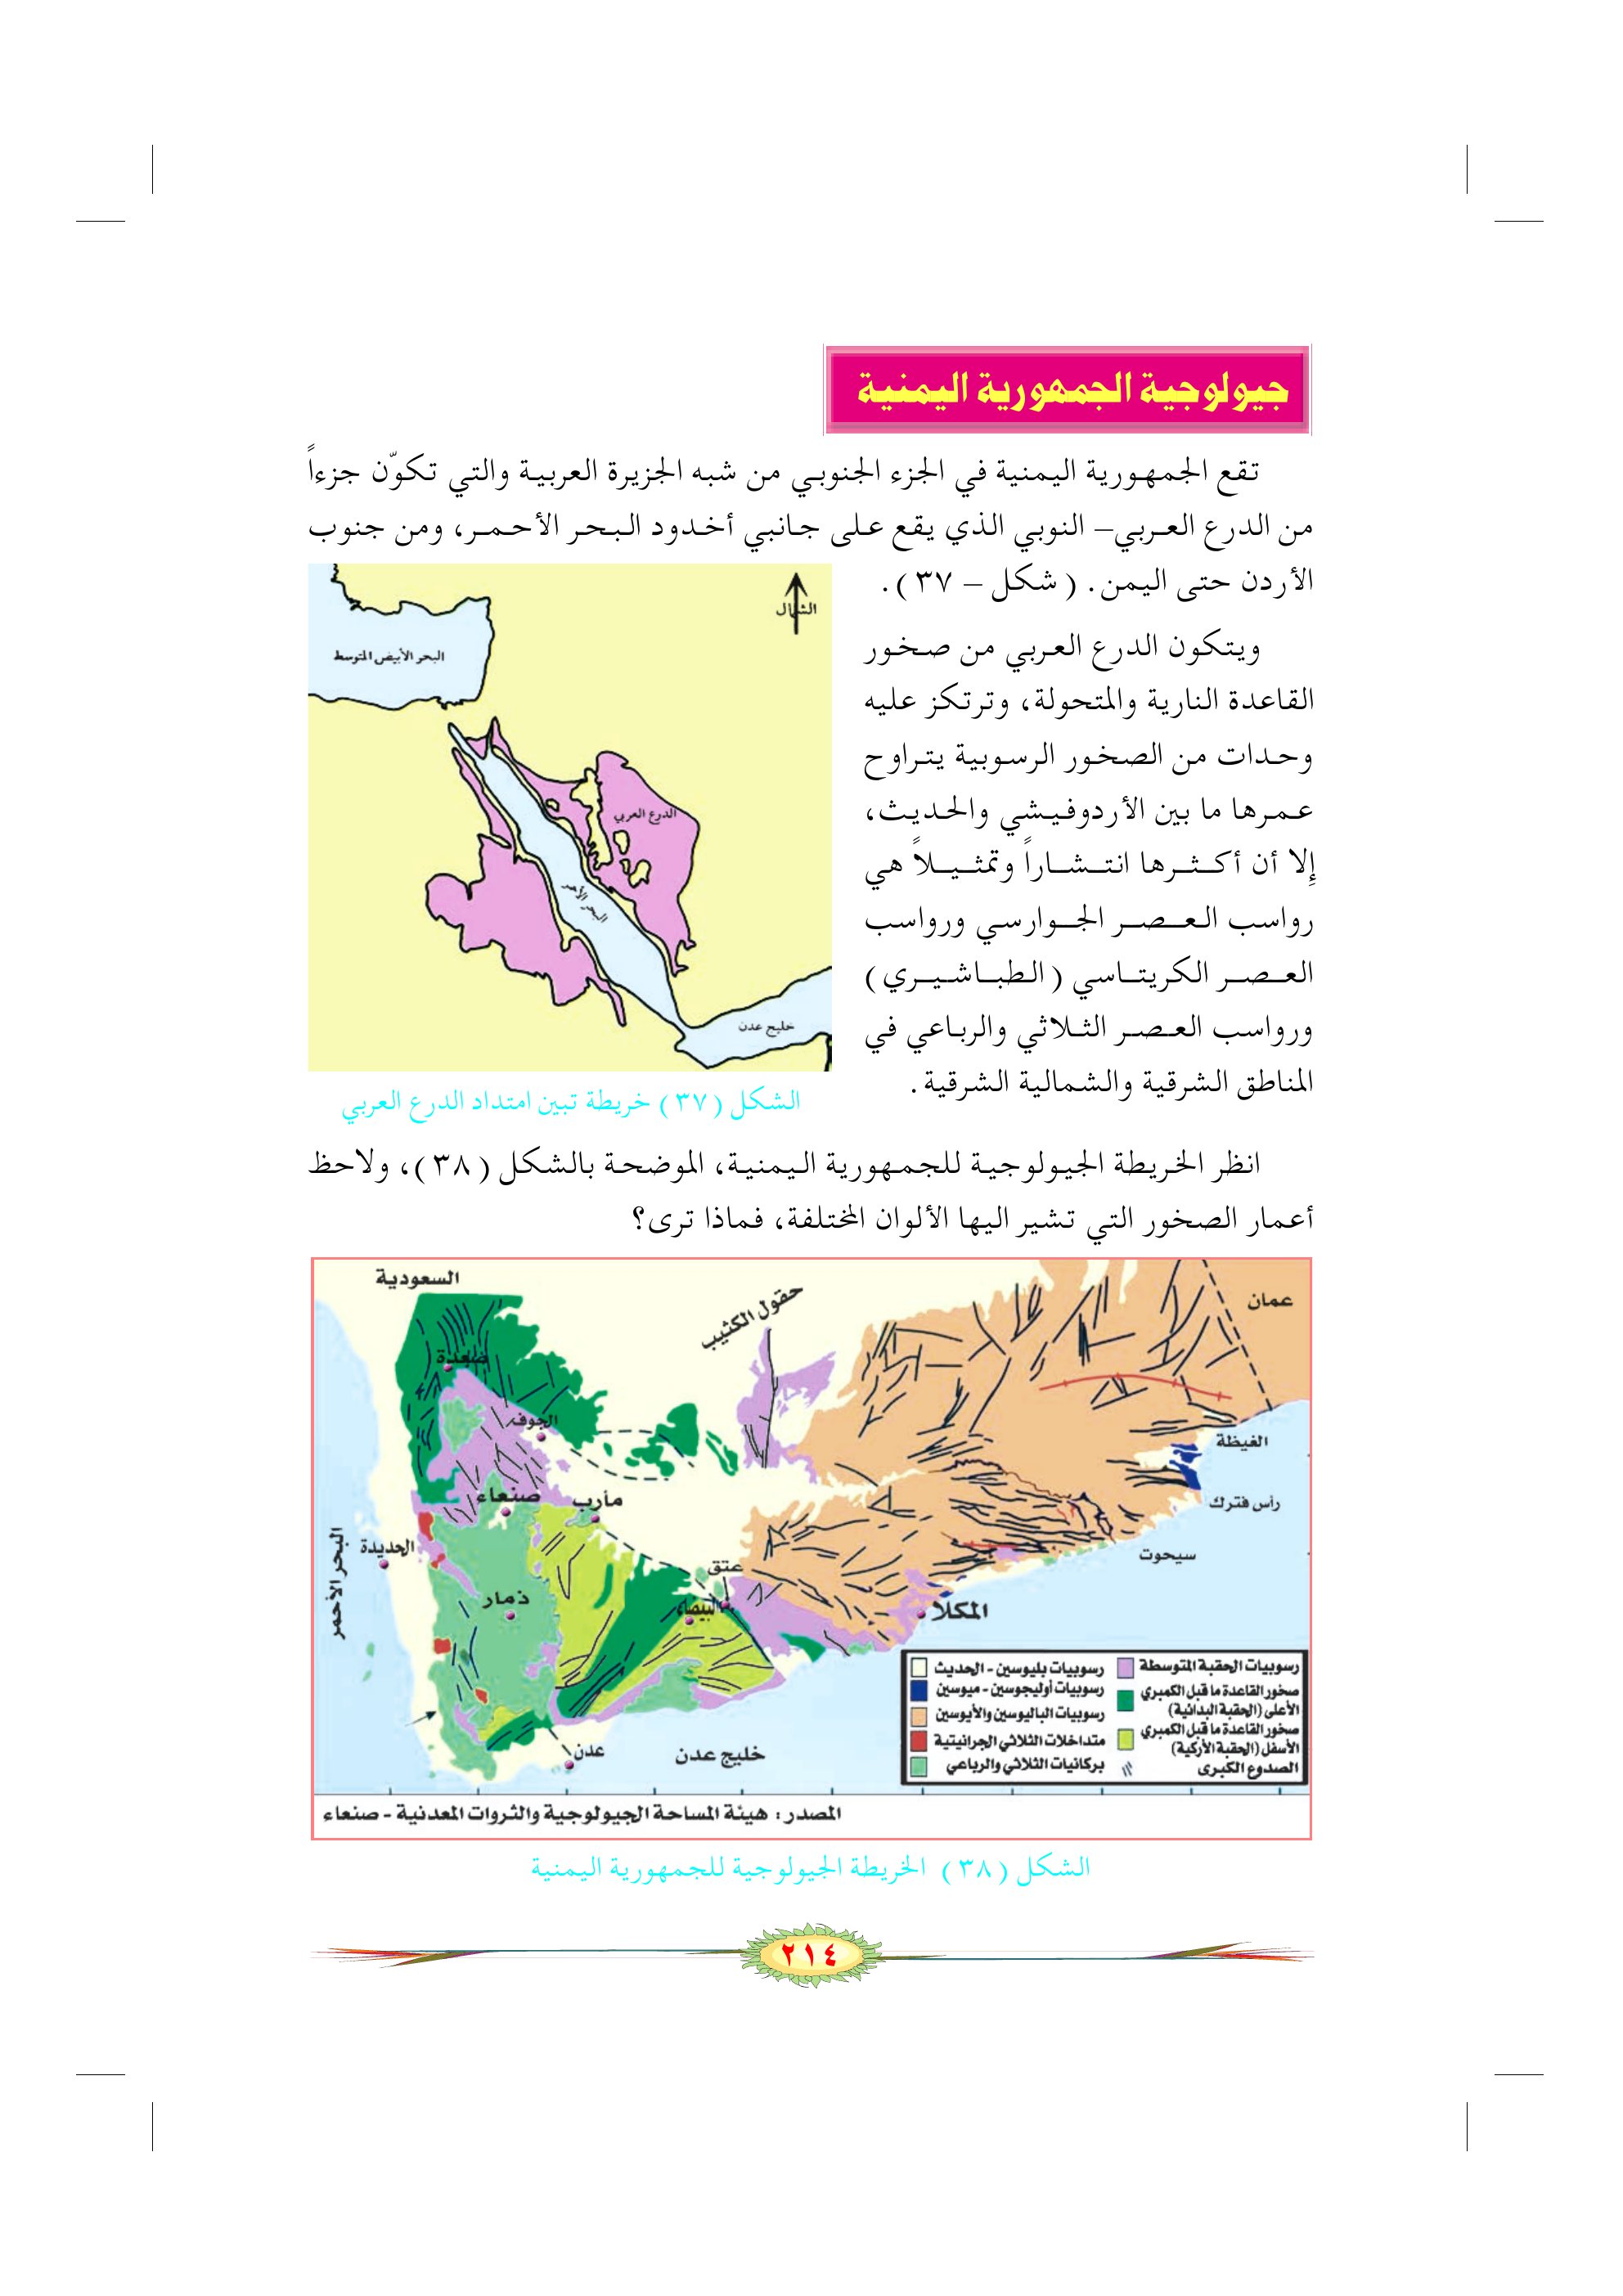 جيولوجية الجمهورية اليمنية
تقع الجمهورية اليمنية في الجزء الجنوبي من شبه الجزيرة العربية والتي تكوّن جزءاً
من الدرع العربي– النوبي الذي يقع على جانبي أخدود البحر الأحمر، ومن جنوب
الأردن حتى اليمن. ( شكل – ٣٧ ).
ويتكون الدرع العربي من صخور
القاعدة النارية والمتحولة، وترتكز عليه
وحدات من الصخور الرسوبية يتراوح
عمرها ما بين الأردوفيشي والحديث،
إلا أن أكثرها انتشاراً وتمثيلاً هي
رواسب العصر الجوارسي ورواسب
العصر الكريتاسي ( الطباشيري )
ورواسب العصر الثلاثي والرباعي في
المناطق الشرقية والشمالية الشرقية.
الشمال
البحر الأبيض المتوسط
الدرع العربي
البحر الأحمر
خليج عدن
الشكل ( ٣٧ ) خريطة تبين امتداد الدرع العربي
انظر الخريطة الجيولوجية للجمهورية اليمنية، الموضحة بالشكل ( ٣٨ )، ولاحظ
أعمار الصخور التي تشير اليها الألوان المختلفة، فماذا ترى؟
السعودية
حقول الكثيب
عمان
صعدة
الجوف
الغيظة
صنعاء
مأرب
رأس فترك
البحر الأحمر
الحديدة
سيحوت
عتق
ذمار
البيضاء
المكلا
عدن
خليج عدن
رسوبيات الحقبة المتوسطة
صخور القاعدة ما قبل الكمبري
الأعلى (الحقبة البدائية)
صخور القاعدة ما قبل الكمبري
الأسفل (الحقبة الأركية)
الصدوع الكبرى
رسوبيات بليوسين - الحديث
رسوبيات أوليجوسين - ميوسين
رسوبيات الباليوسين والأيوسين
متداخلات الثلاثي الجرانيتية
بركانيات الثلاثي والرباعي
المصدر: هيئة المساحة الجيولوجية والثروات المعدنية - صنعاء
الشكل ( ٣٨ ) الخريطة الجيولوجية للجمهورية اليمنية
٢١٤